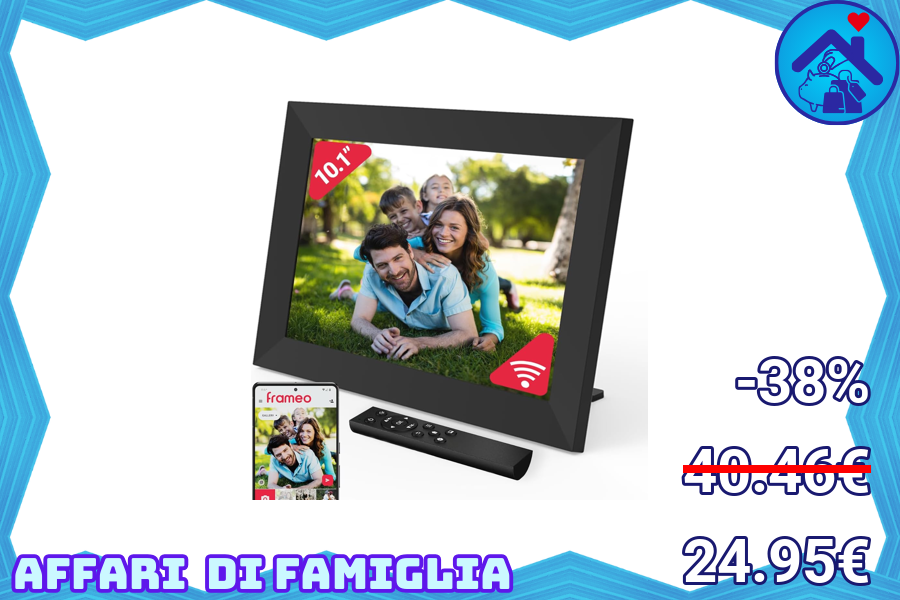 10.1"
frameo
-38%
40.46€
24.95€
AFFARI DI FAMIGLIA